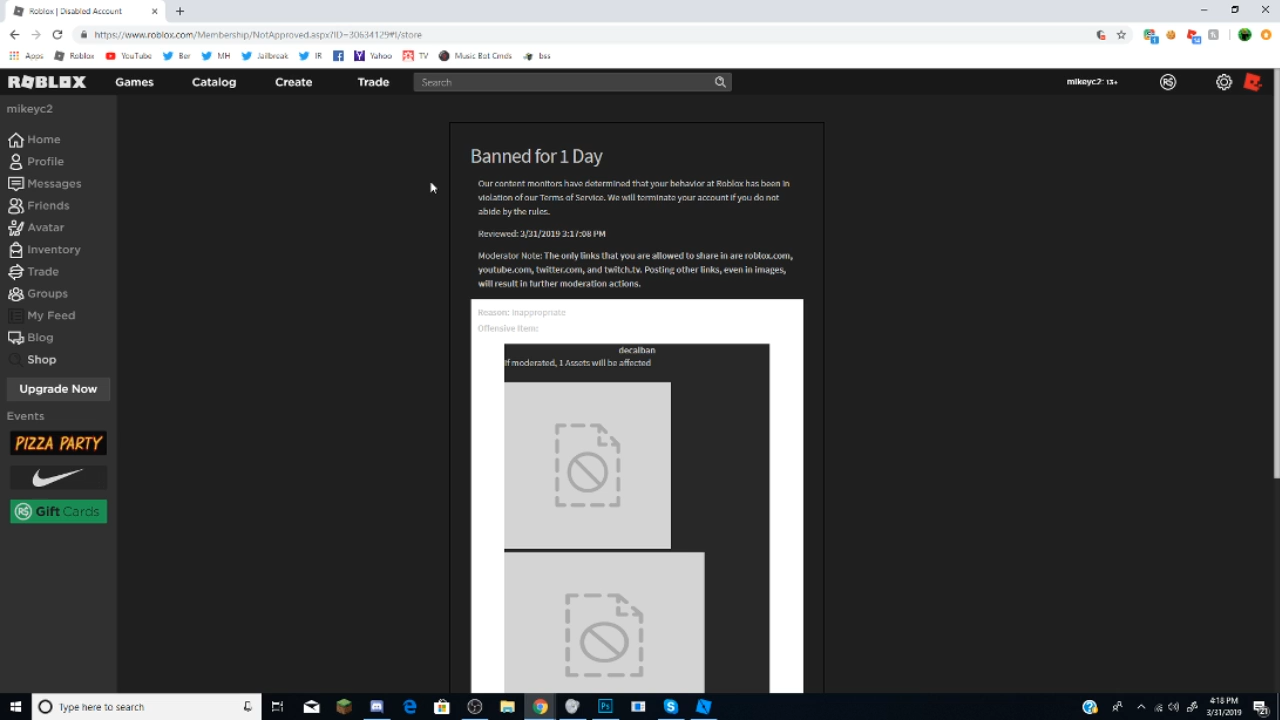 Roblox | Disabled Account
https://www.roblox.com/Membership/NotApproved.aspx?ID=30634129#!/store
Apps Roblox YouTube Ber MH Jailbreak IR Yahoo TV Music Bot Cmds bss
ROBLOX Games Catalog Create Trade Search mikeyc2: 13+
mikeyc2
Home
Profile
Messages
Friends
Avatar
Inventory
Trade
Groups
My Feed
Blog
Shop
Upgrade Now
Events
PIZZA PARTY
Gift Cards
Banned for 1 Day
Our content monitors have determined that your behavior at Roblox has been in
violation of our Terms of Service. We will terminate your account if you do not
abide by the rules.
Reviewed: 3/31/2019 3:17:08 PM
Moderator Note: The only links that you are allowed to share in are roblox.com,
youtube.com, twitter.com, and twitch.tv. Posting other links, even in images,
will result in further moderation actions.
Reason: Inappropriate
Offensive Item:
decalban
If moderated, 1 Assets will be affected
Type here to search
4:18 PM
3/31/2019